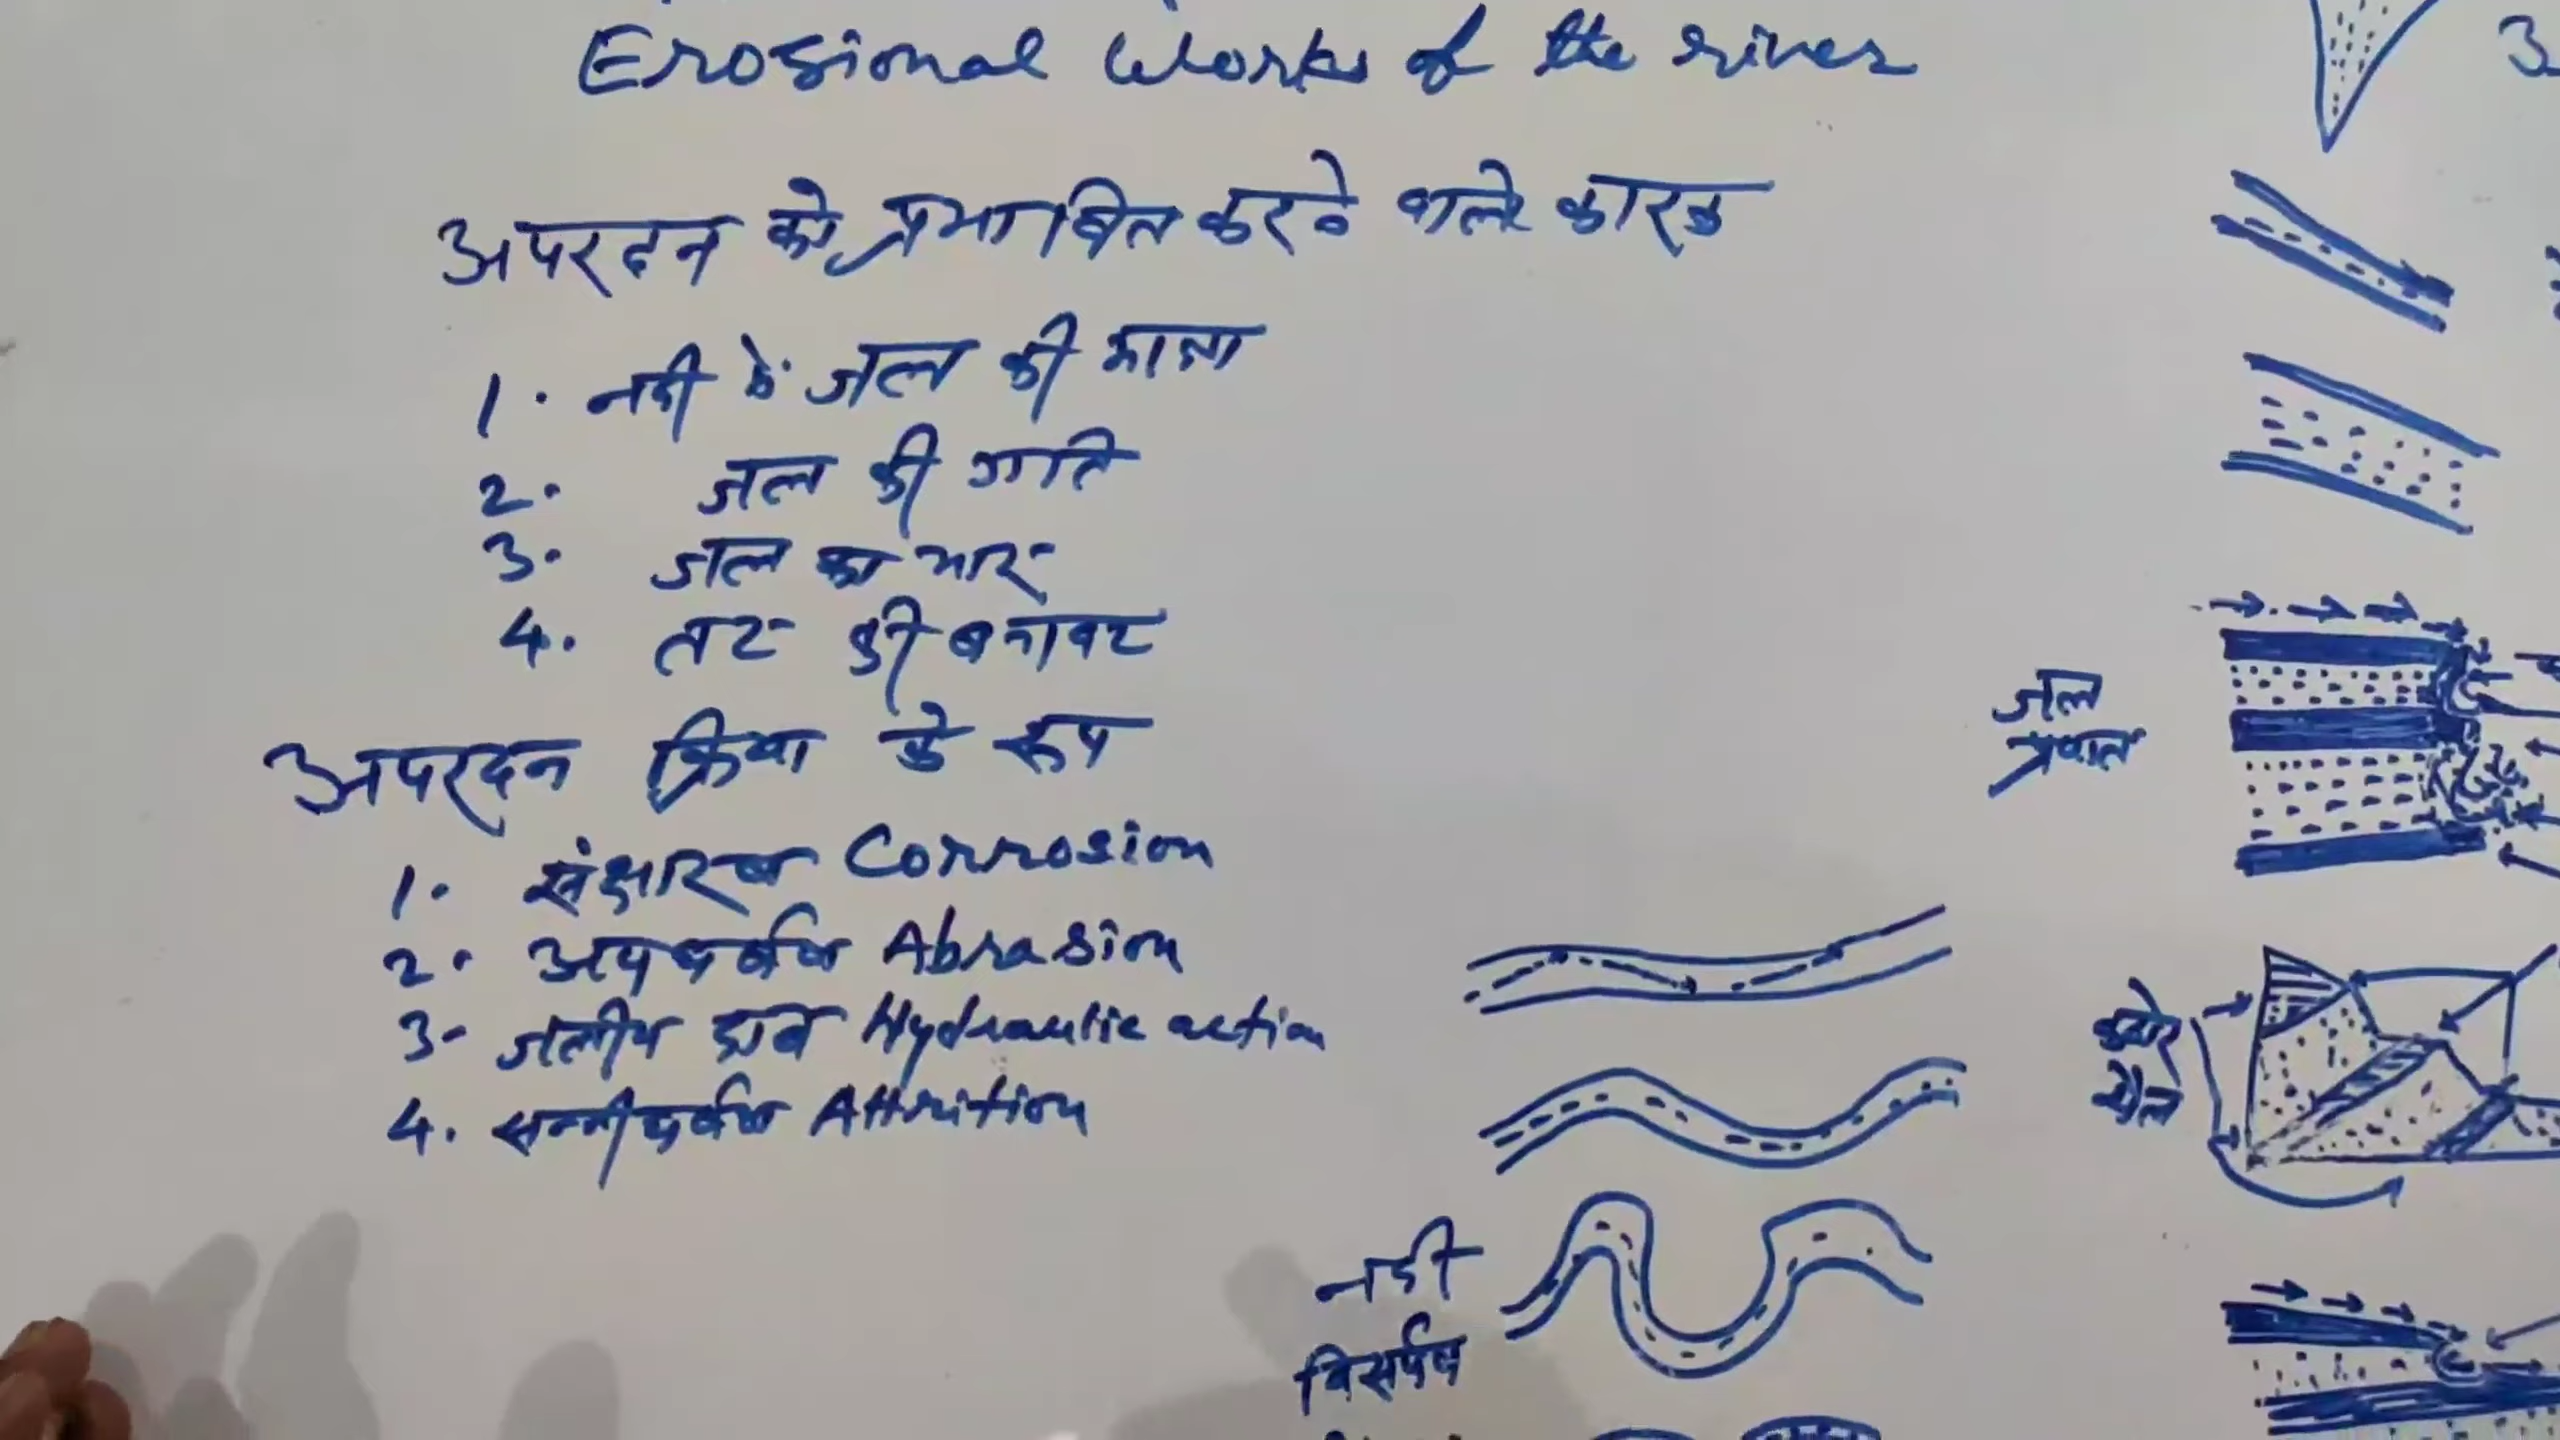 Erosional Works of the river
अपरदन को प्रभावित करने वाले कारक
1. नदी के जल की मात्रा
2. जल की गति
3. जल का भार
4. तट की बनावट
अपरदन क्रिया के रूप
1. संक्षारण Corrosion
2. अपघर्षण Abrasion
3- जलीय दाब Hydraulic action
4. सन्नीघर्षण Attrition
जल
प्रपात
कठोर
शैल
नदी
विसर्पण